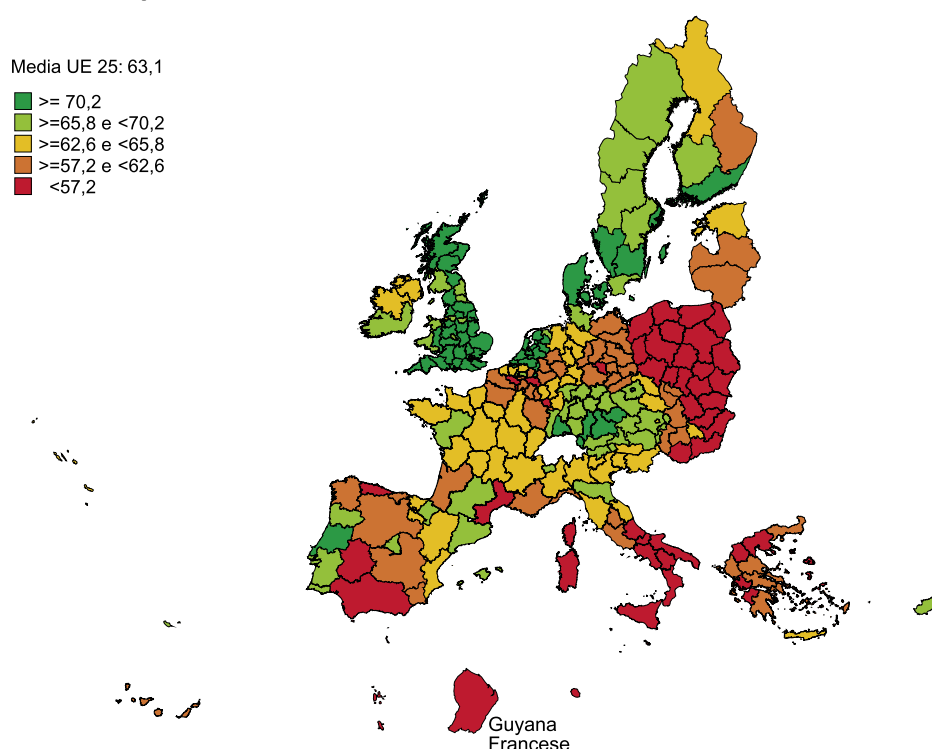 Media UE 25: 63,1
>= 70,2
>=65,8 e <70,2
>=62,6 e <65,8
>=57,2 e <62,6
<57,2
Guyana
Francese